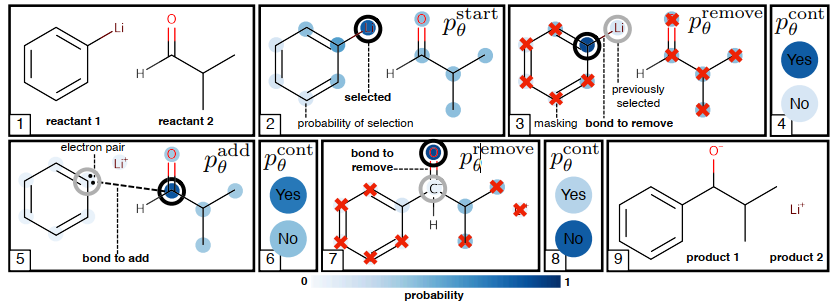 Li
O
H
1
reactant 1
reactant 2
Li
O
H
p_θ^start
selected
probability of selection
2
Li
H
p_θ^remove
previously
selected
masking
bond to remove
3
p_θ^cont
Yes
No
4
electron pair
Li⁺
H
p_θ^add
bond to add
5
p_θ^cont
Yes
No
6
bond to
remove
C
H
p_θ^remove
7
p_θ^cont
Yes
No
8
O⁻
Li⁺
product 1
product 2
9
0
1
probability